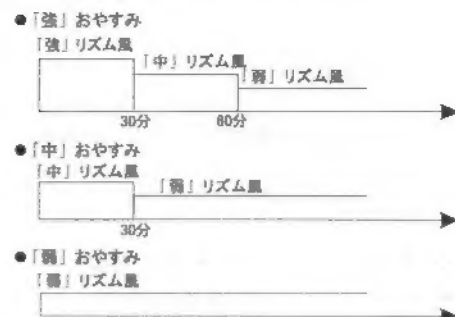 ●「強」おやすみ
「強」リズム風
「中」リズム風
「弱」リズム風
30分 60分
●「中」おやすみ
「中」リズム風
「弱」リズム風
30分
●「弱」おやすみ
「弱」リズム風